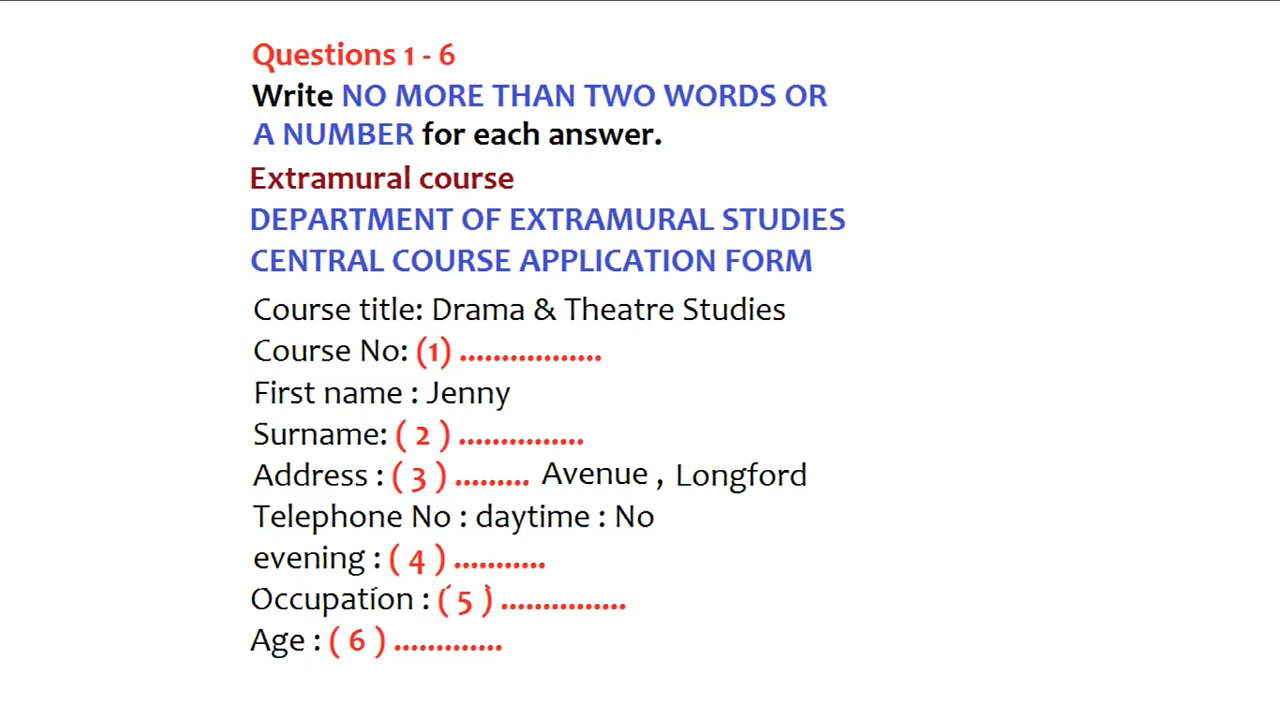 Questions 1 - 6
Write NO MORE THAN TWO WORDS OR
A NUMBER for each answer.
Extramural course
DEPARTMENT OF EXTRAMURAL STUDIES
CENTRAL COURSE APPLICATION FORM
Course title: Drama & Theatre Studies
Course No: (1) .................
First name : Jenny
Surname: ( 2 ) ...............
Address : ( 3 ) ......... Avenue , Longford
Telephone No : daytime : No
evening : ( 4 ) ...........
Occupation : ( 5 ) ...............
Age : ( 6 ) .............